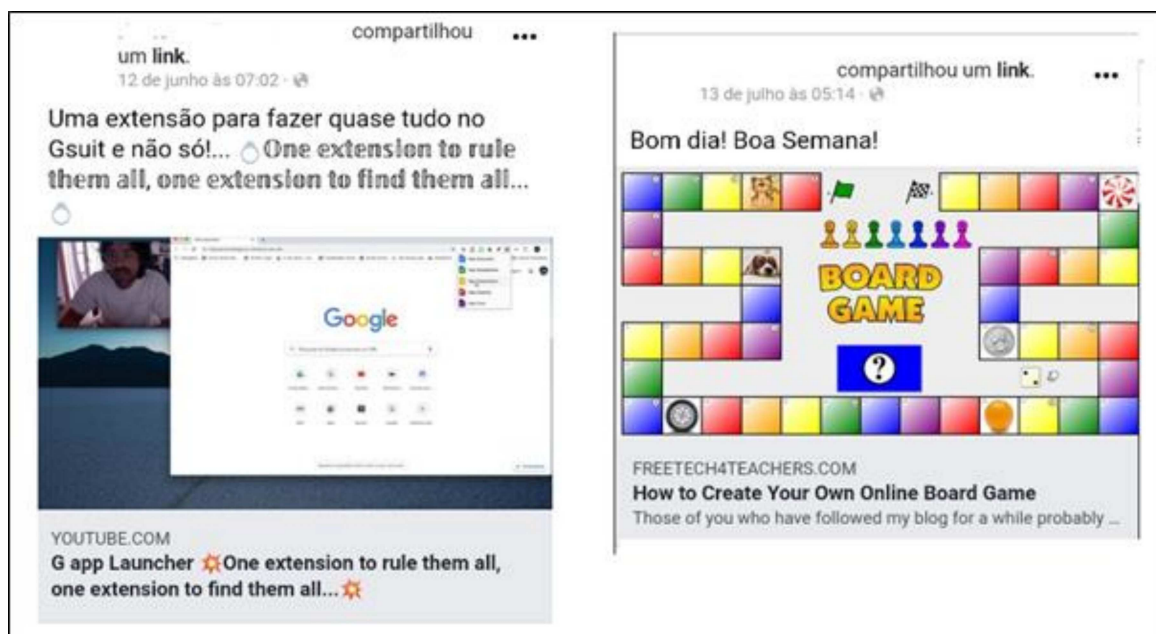 compartilhou
um link.
12 de junho às 07:02
Uma extensão para fazer quase tudo no
Gsuit e não só!... 💍One extension to rule
them all, one extension to find them all...
💍
Google
YOUTUBE.COM
G app Launcher 💥One extension to rule them all,
one extension to find them all...💥
compartilhou um link.
13 de julho às 05:14
Bom dia! Boa Semana!
BOARD
GAME
?
FREETECH4TEACHERS.COM
How to Create Your Own Online Board Game
Those of you who have followed my blog for a while probably ...